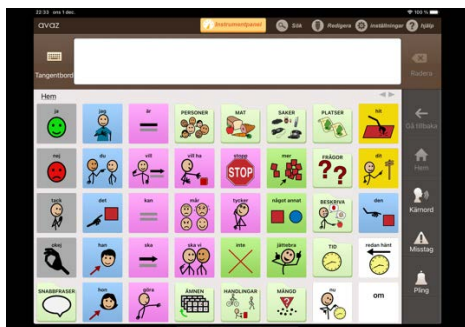 22:33 ons 1 dec.
100 %
avaz
Instrumentpanel
Sök
Redigera
Inställningar
hjälp
Tangentbord
Radera
Hem
ja
jag
är
PERSONER
MAT
SAKER
PLATSER
hit
Gå tillbaka
nej
du
vill
vill ha
stopp
STOP
mer
FRÅGOR
??
dit
Hem
tack
det
kan
mår
tycker
något annat
BESKRIVA
den
Kärnord
okej
han
ska
ska vi
inte
jättebra
TID
redan hänt
Misstag
SNABBFRASER
hon
göra
ÄMNEN
HANDLINGAR
MÄNGD
nu
om
Pling